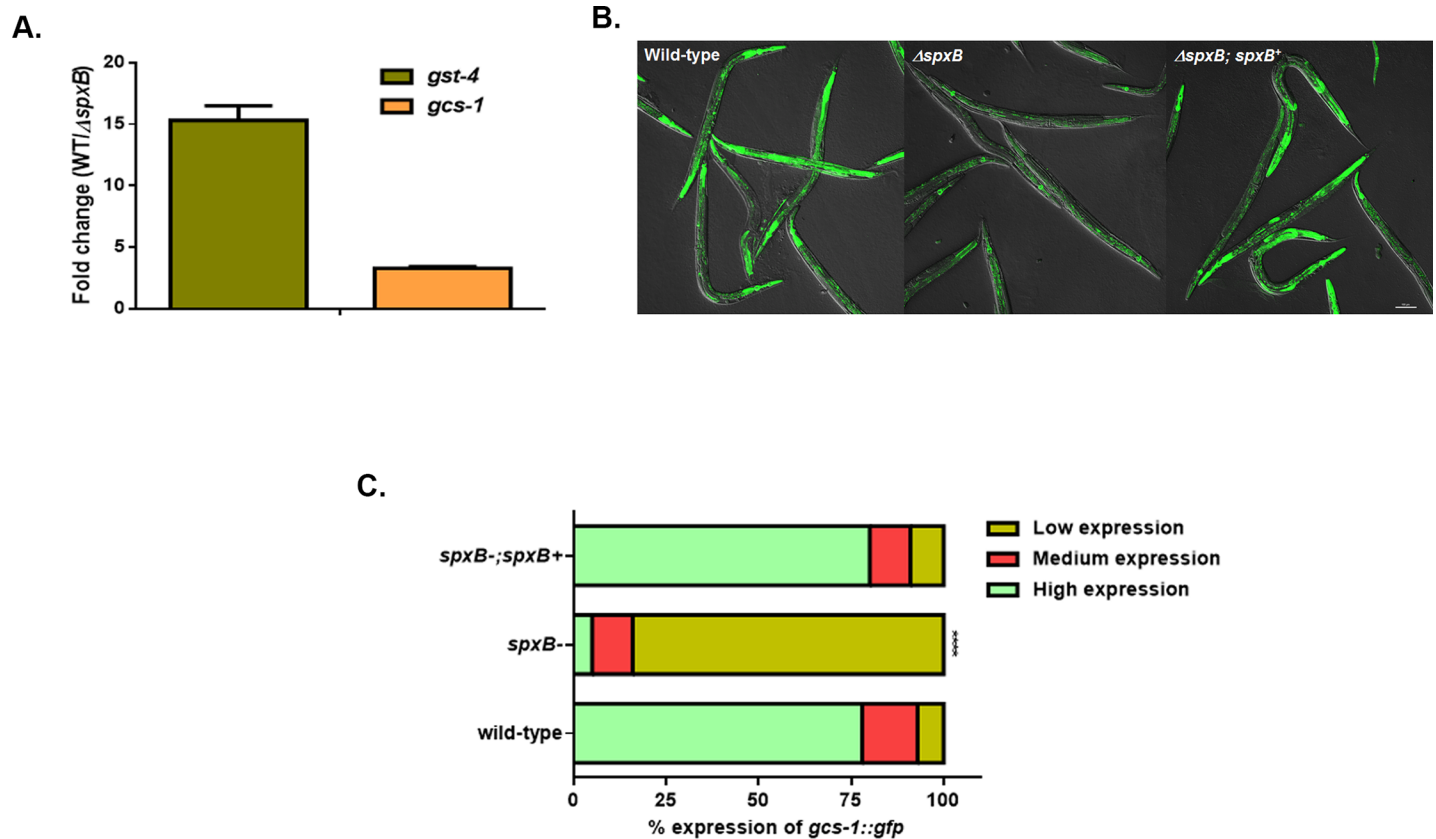 A.
Fold change (WT/ΔspxB)
20
15
10
5
0
gst-4
gcs-1
B.
Wild-type
ΔspxB
ΔspxB; spxB+
C.
spxB-;spxB+
spxB-
wild-type
****
0 25 50 75 100
% expression of gcs-1::gfp
Low expression
Medium expression
High expression